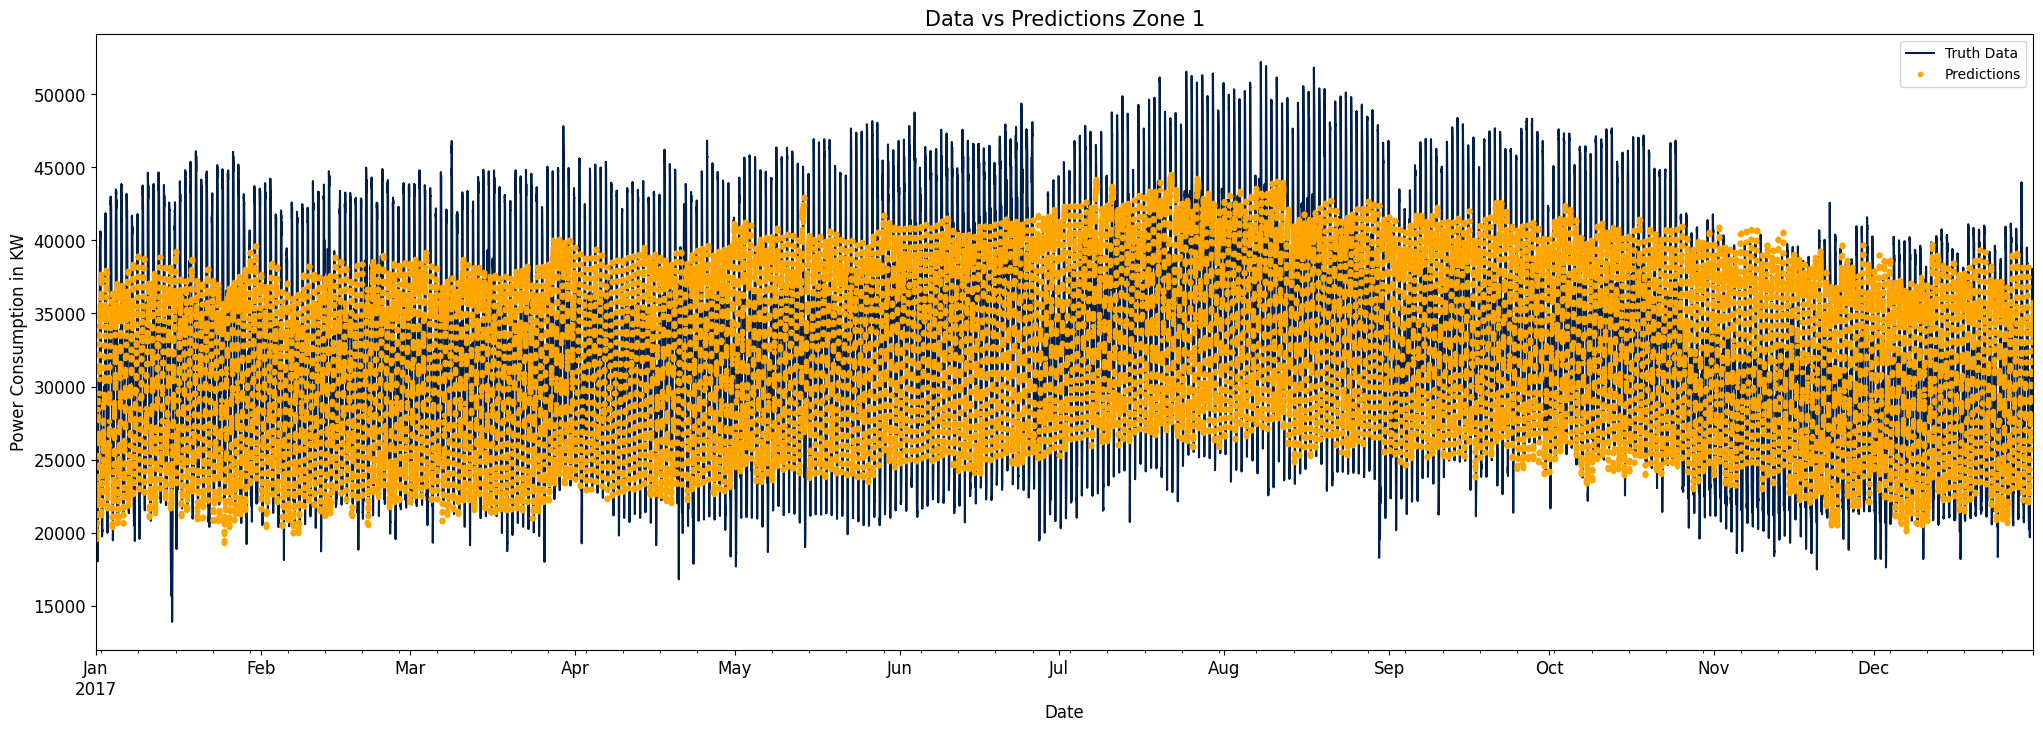 Data vs Predictions Zone 1
Truth Data
Predictions
Power Consumption in KW
50000
45000
40000
35000
30000
25000
20000
15000
Jan Feb Mar Apr May Jun Jul Aug Sep Oct Nov Dec
2017
Date